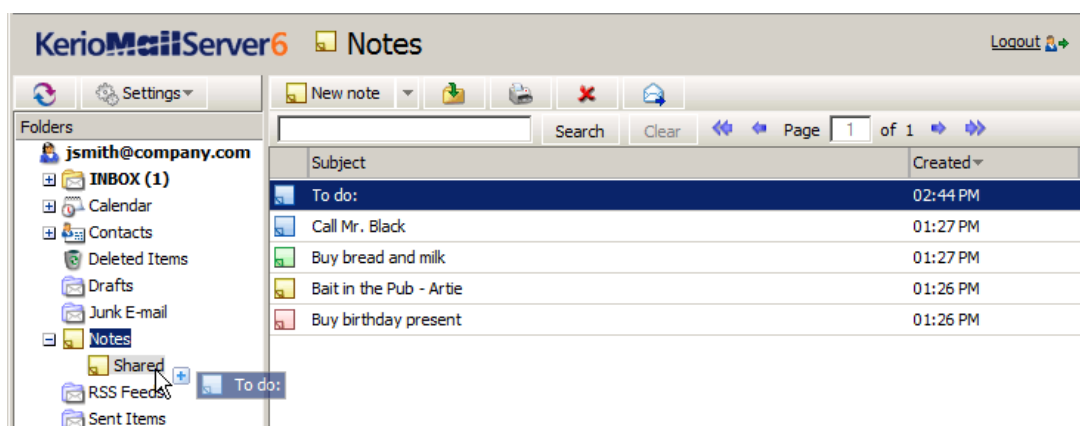 KerioMailServer6 Notes Logout
Settings New note
Folders Search Clear Page 1 of 1
jsmith@company.com
Subject Created
INBOX (1)
To do: 02:44 PM
Calendar
Call Mr. Black 01:27 PM
Contacts
Buy bread and milk 01:27 PM
Deleted Items
Bait in the Pub - Artie 01:26 PM
Drafts
Buy birthday present 01:26 PM
Junk E-mail
Notes
Shared
To do:
RSS Feeds
Sent Items